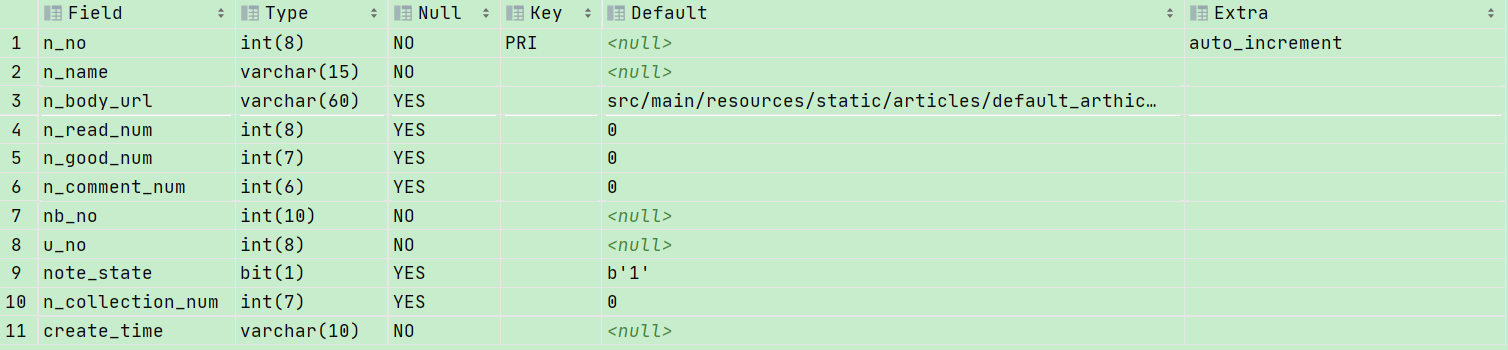 Field Type Null Key Default Extra
1 n_no int(8) NO PRI <null> auto_increment
2 n_name varchar(15) NO <null>
3 n_body_url varchar(60) YES src/main/resources/static/articles/default_arthic…
4 n_read_num int(8) YES 0
5 n_good_num int(7) YES 0
6 n_comment_num int(6) YES 0
7 nb_no int(10) NO <null>
8 u_no int(8) NO <null>
9 note_state bit(1) YES b'1'
10 n_collection_num int(7) YES 0
11 create_time varchar(10) NO <null>